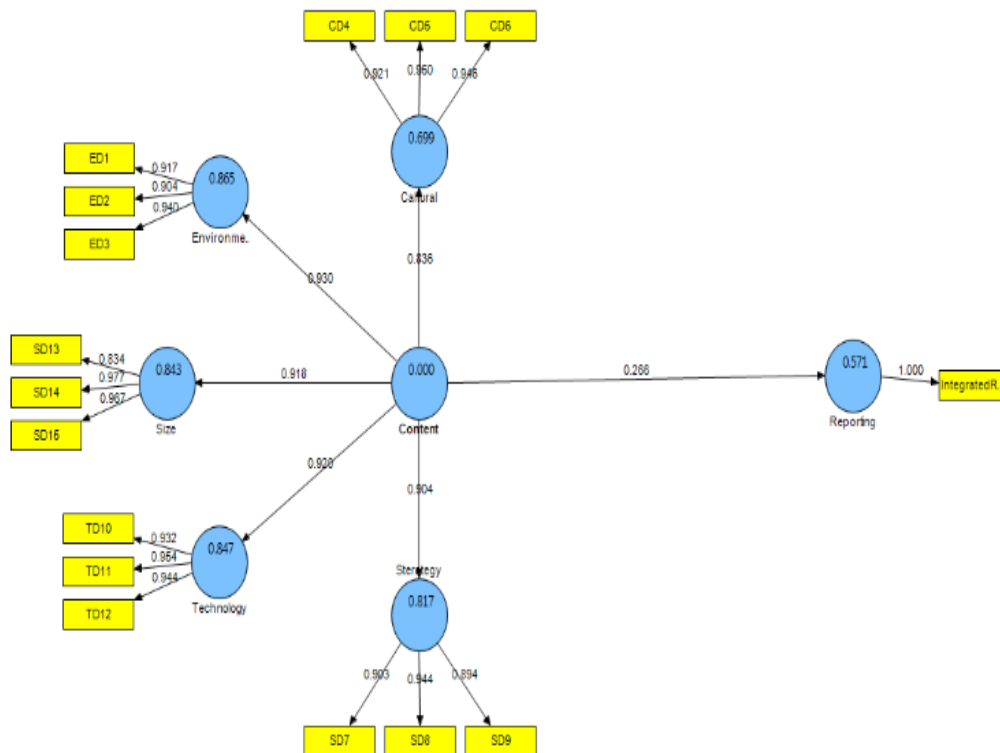 CD4 CD5 CD6
0.921 0.960 0.946
0.699
Caltural
ED1
0.917
0.865
ED2
0.904
ED3
0.940
Environme..
0.836
0.930
SD13
0.834
0.843
SD14
0.977
SD15
0.967
Size
0.918
0.000
Content
0.266
0.571
Reporting
1.000
IntegratedR.
0.920
0.904
TD10
0.932
0.847
TD11
0.954
TD12
0.944
Technology
Sterategy
0.817
0.903 0.944 0.894
SD7 SD8 SD9